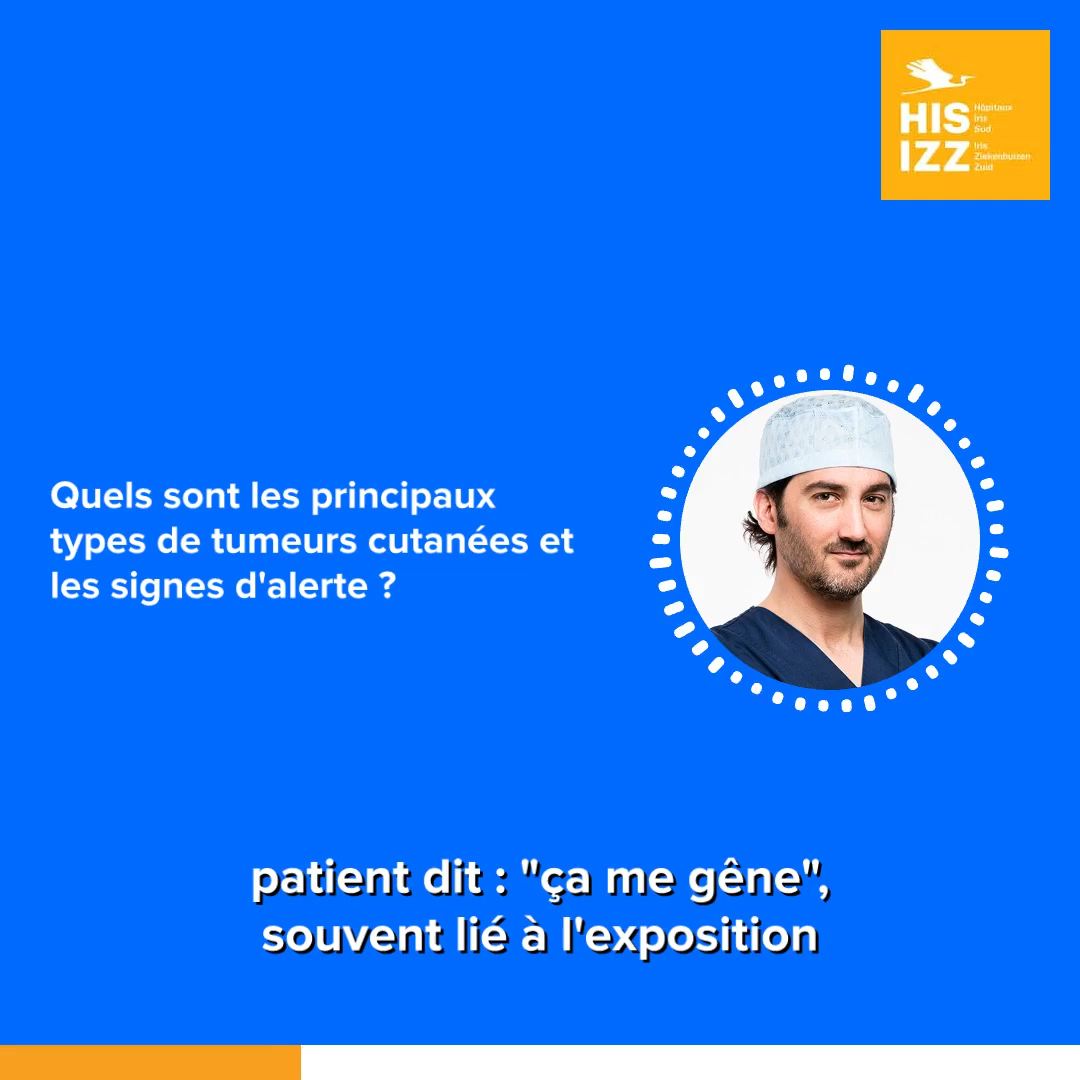 HIS
Hôpitaux
Iris
Sud
IZZ
Iris
Ziekenhuizen
Zuid
Quels sont les principaux
types de tumeurs cutanées et
les signes d'alerte ?
patient dit : "ça me gêne",
souvent lié à l'exposition